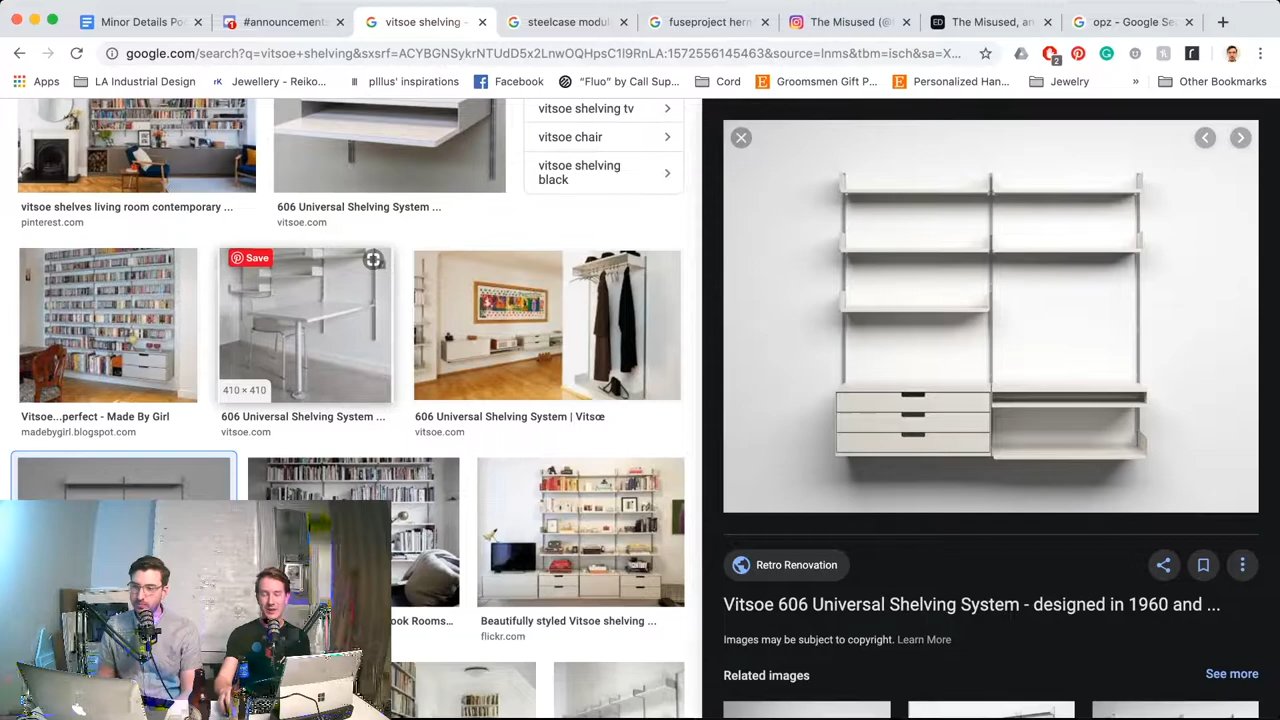 Minor Details Po
#announcements
vitsoe shelving -
steelcase modul
fuseproject herm
The Misused (@
The Misused, an
opz - Google Se
google.com/search?q=vitsoe+shelving&sxsrf=ACYBGNSykrNTUdD5x2LnwOQHpsC1l9RnLA:1572556145463&source=lnms&tbm=isch&sa=X...
Apps
LA Industrial Design
Jewellery - Reiko...
plllus' inspirations
Facebook
“Fluo” by Call Sup...
Cord
Groomsmen Gift P...
Personalized Han...
Jewelry
»
Other Bookmarks
vitsoe shelving tv
vitsoe chair
vitsoe shelving
black
vitsoe shelves living room contemporary ...
pinterest.com
606 Universal Shelving System ...
vitsoe.com
Save
410 × 410
Vitsoe...perfect - Made By Girl
madebygirl.blogspot.com
606 Universal Shelving System ...
vitsoe.com
606 Universal Shelving System | Vitsœ
vitsoe.com
ook Rooms...
Beautifully styled Vitsoe shelving ...
flickr.com
Retro Renovation
Vitsoe 606 Universal Shelving System - designed in 1960 and ...
Images may be subject to copyright. Learn More
Related images
See more